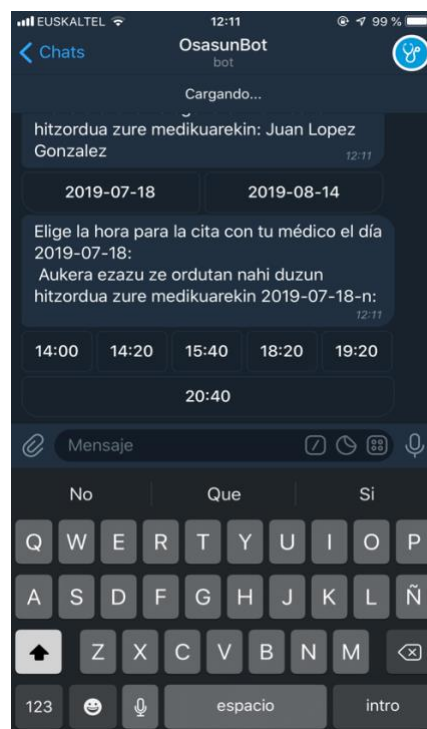 EUSKALTEL 12:11 99 %
Chats OsasunBot
bot
Cargando...
hitzordua zure medikuarekin: Juan Lopez
Gonzalez
12:11
2019-07-18 2019-08-14
Elige la hora para la cita con tu médico el día
2019-07-18:
Aukera ezazu ze ordutan nahi duzun
hitzordua zure medikuarekin 2019-07-18-n:
12:11
14:00 14:20 15:40 18:20 19:20
20:40
Mensaje
No Que Si
Q W E R T Y U I O P
A S D F G H J K L Ñ
Z X C V B N M
123 espacio intro